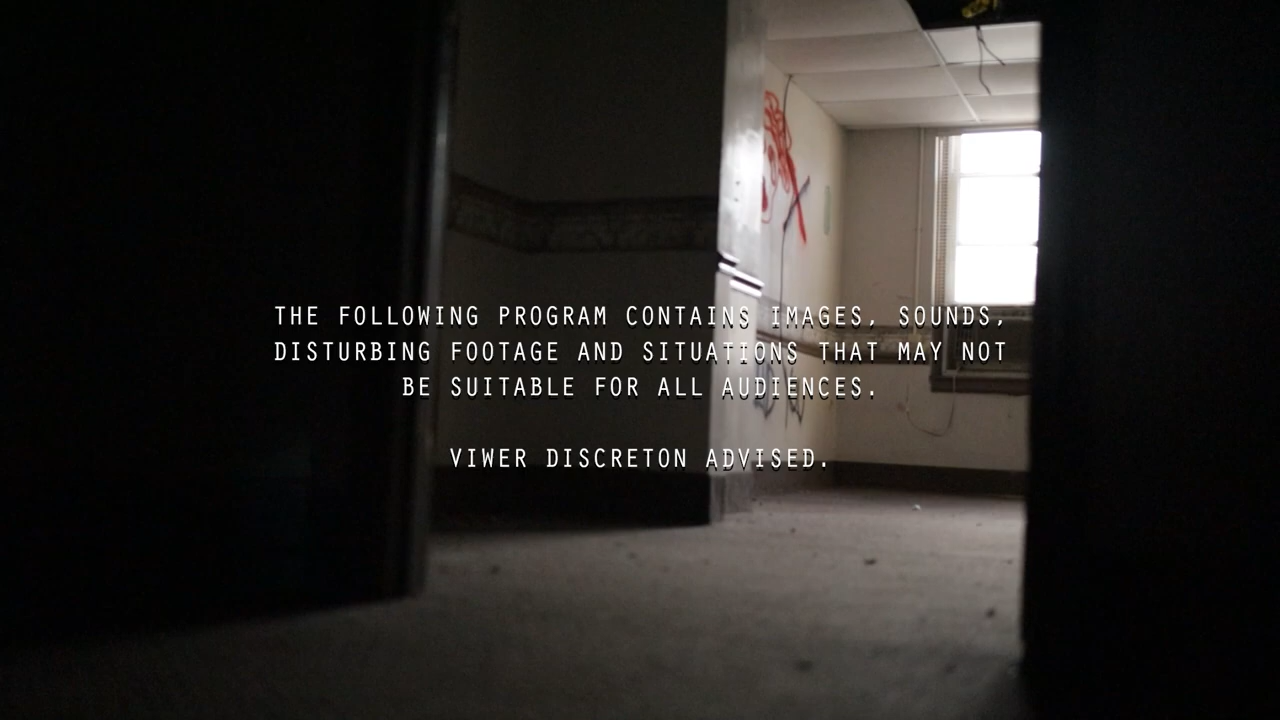 THE FOLLOWING PROGRAM CONTAINS IMAGES, SOUNDS,
DISTURBING FOOTAGE AND SITUATIONS THAT MAY NOT
BE SUITABLE FOR ALL AUDIENCES.
VIWER DISCRETON ADVISED.